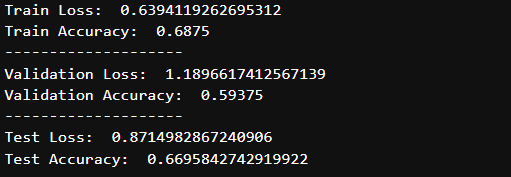 Train Loss:  0.6394119262695312
Train Accuracy:  0.6875
--------------------
Validation Loss:  1.1896617412567139
Validation Accuracy:  0.59375
--------------------
Test Loss:  0.8714982867240906
Test Accuracy:  0.6695842742919922